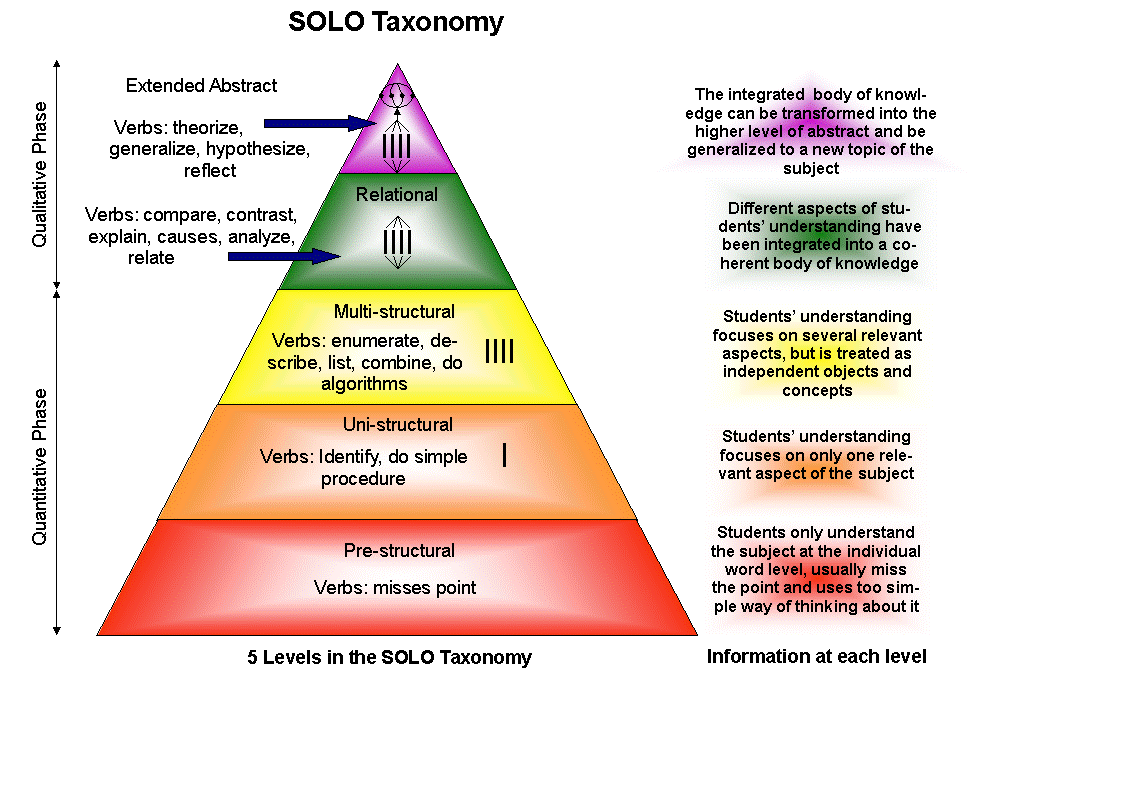 SOLO Taxonomy
Qualitative Phase
Quantitative Phase
Extended Abstract
Verbs: theorize,
generalize, hypothesize,
reflect
Verbs: compare, contrast,
explain, causes, analyze,
relate
Relational
Multi-structural
Verbs: enumerate, de-
scribe, list, combine, do
algorithms
Uni-structural
Verbs: Identify, do simple
procedure
Pre-structural
Verbs: misses point
5 Levels in the SOLO Taxonomy
The integrated body of knowl-
edge can be transformed into the
higher level of abstract and be
generalized to a new topic of the
subject
Different aspects of stu-
dents' understanding have
been integrated into a co-
herent body of knowledge
Students' understanding
focuses on several relevant
aspects, but is treated as
independent objects and
concepts
Students' understanding
focuses on only one rele-
vant aspect of the subject
Students only understand
the subject at the individual
word level, usually miss
the point and uses too sim-
ple way of thinking about it
Information at each level